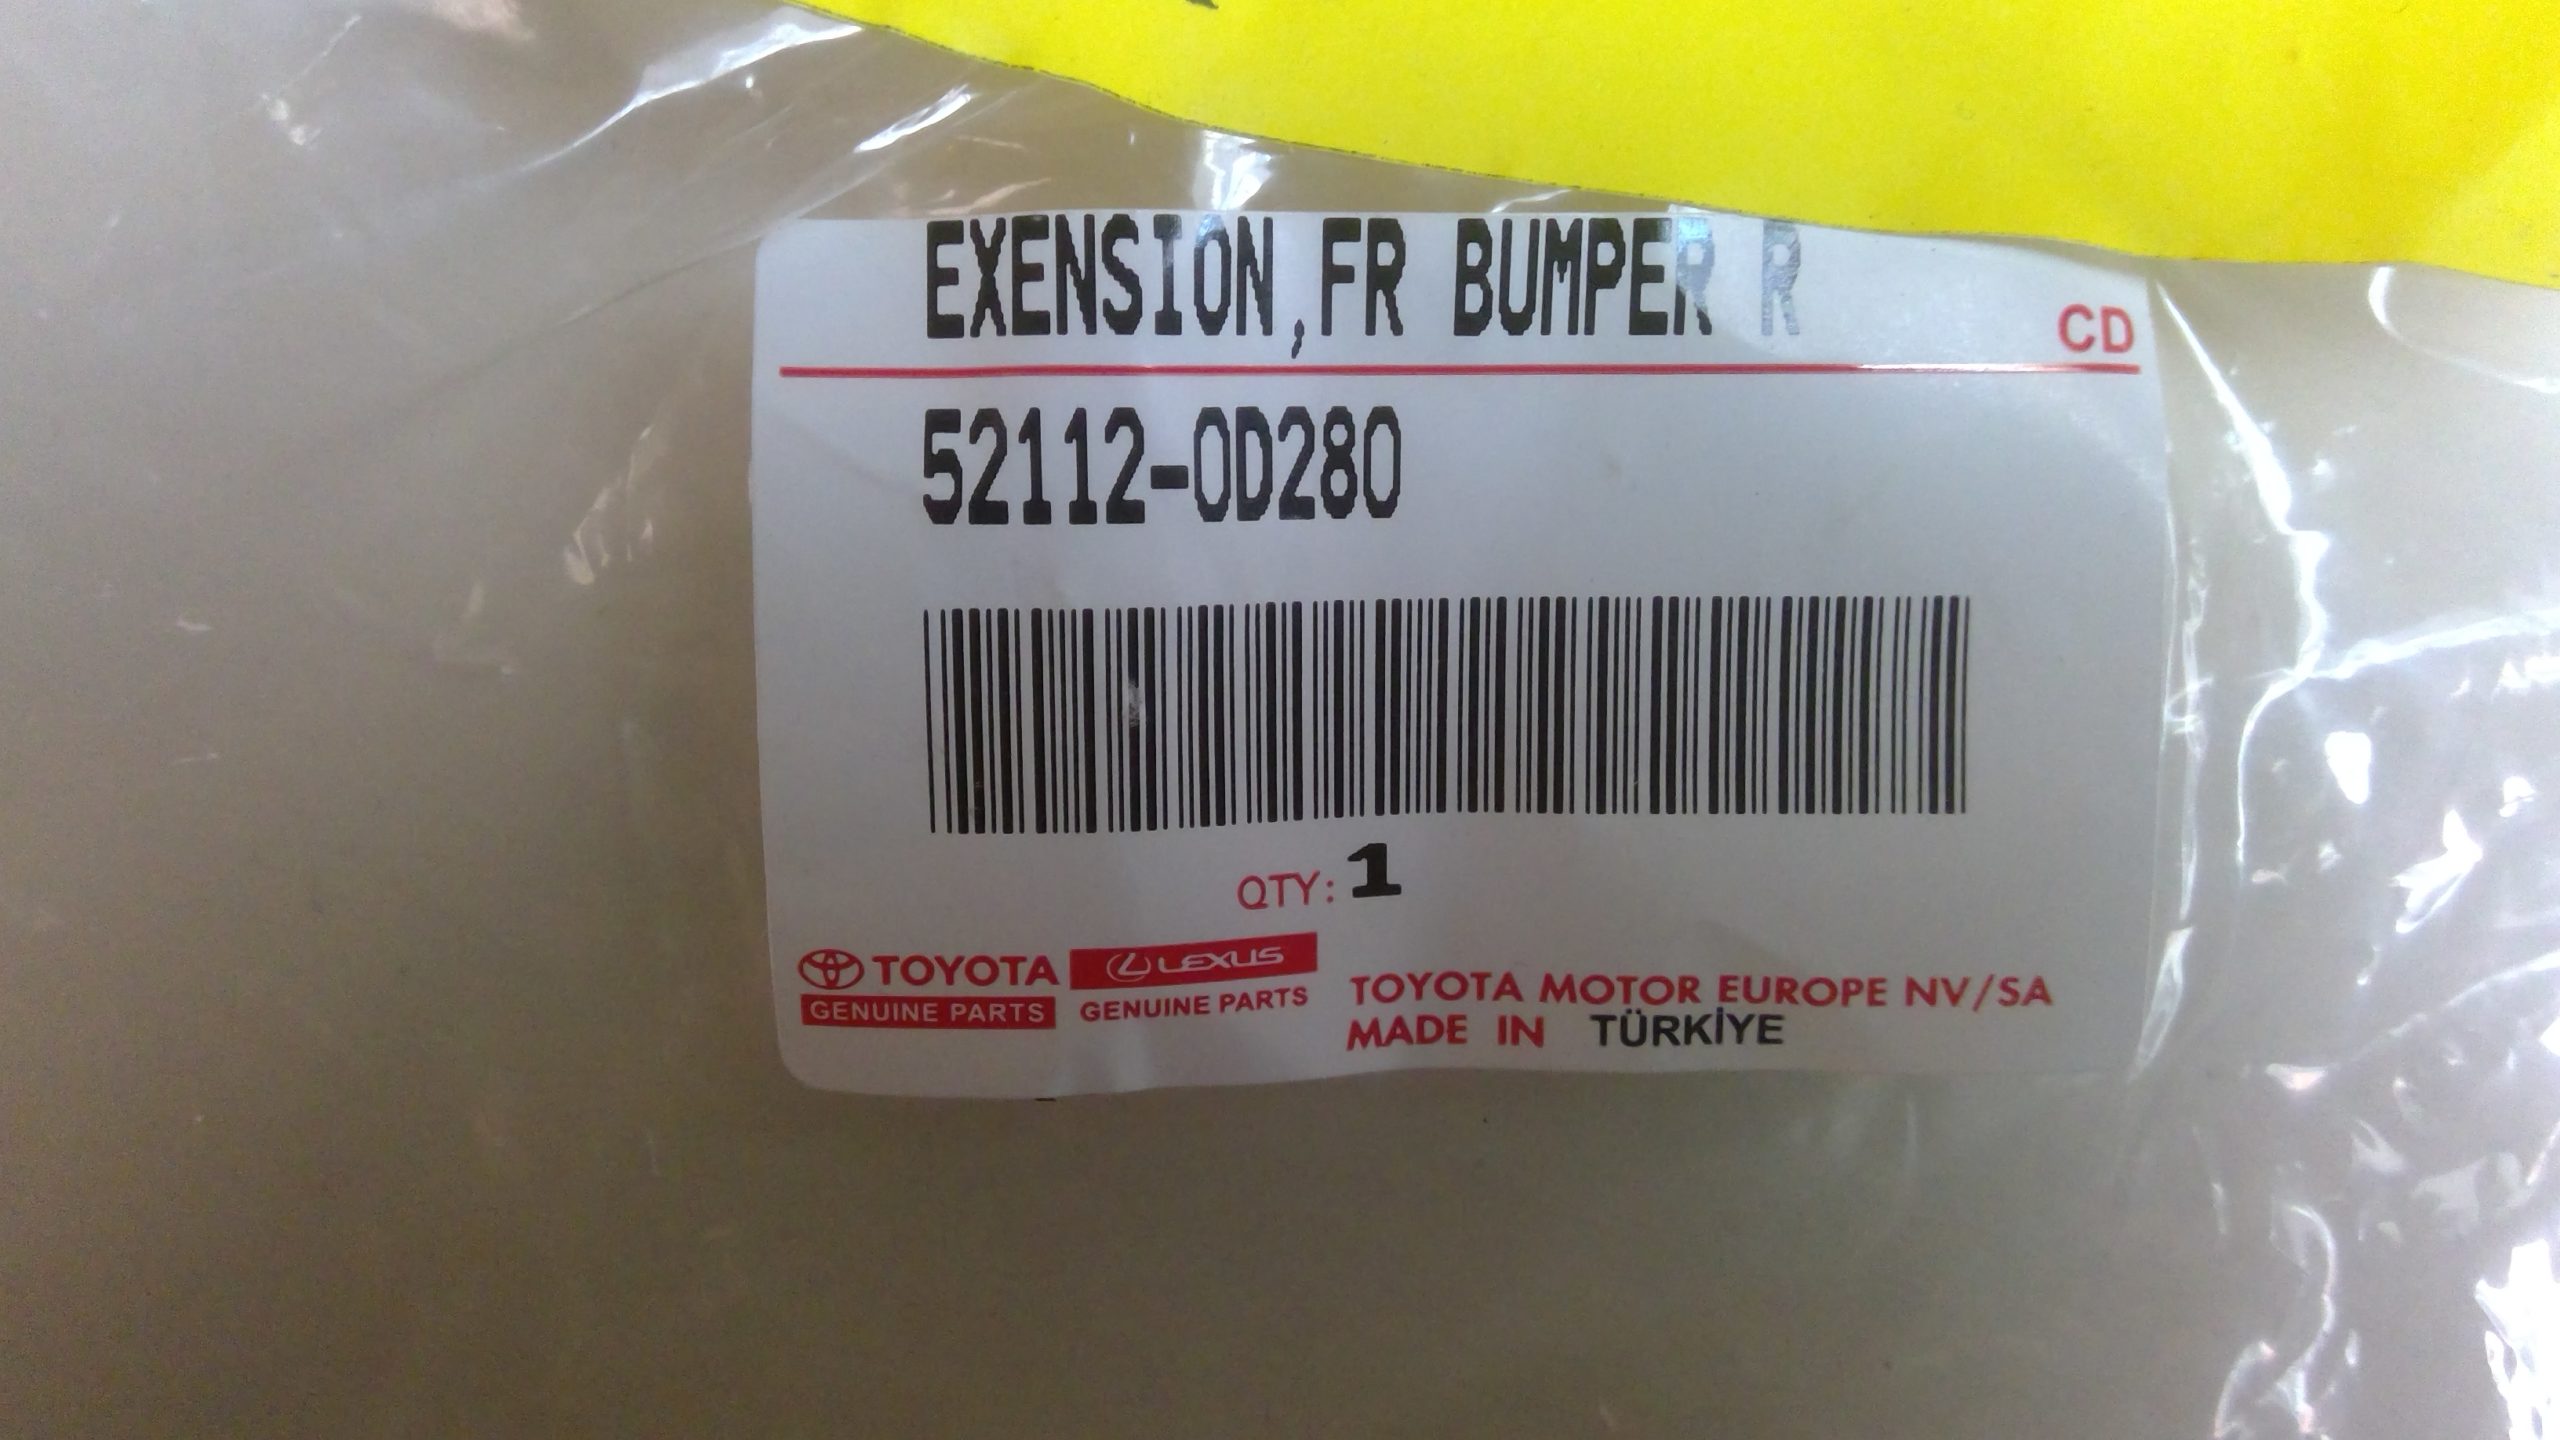 EXENSION,FR BUMPER R
CD
52112-0D280
QTY: 1
TOYOTA
GENUINE PARTS
LEXUS
GENUINE PARTS
TOYOTA MOTOR EUROPE NV/SA
MADE IN TÜRKİYE